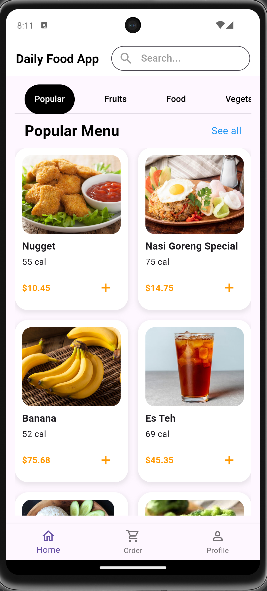 8:11
Daily Food App
Search...
Popular Fruits Food Vegeta
Popular Menu See all
Nugget Nasi Goreng Special
55 cal 75 cal
$10.45 + $14.75 +
Banana Es Teh
52 cal 69 cal
$75.68 + $45.35 +
Home Order Profile